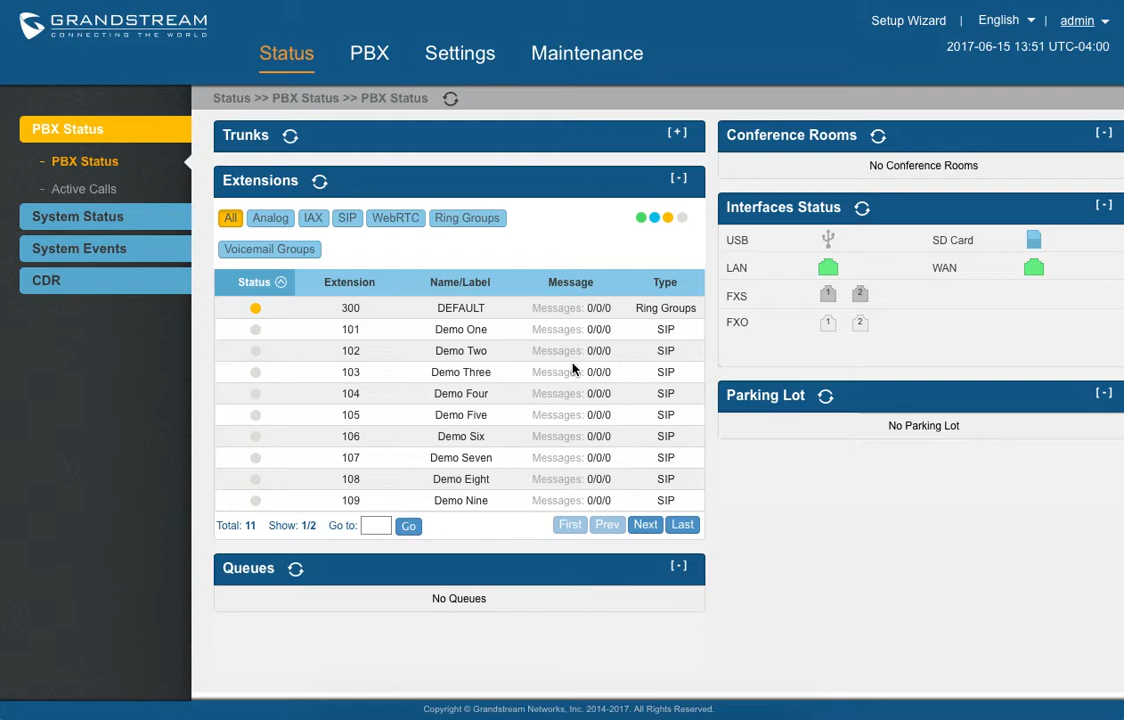 GRANDSTREAM
CONNECTING THE WORLD
Setup Wizard | English | admin
2017-06-15 13:51 UTC-04:00
Status PBX Settings Maintenance
Status >> PBX Status >> PBX Status
PBX Status
- PBX Status
- Active Calls
System Status
System Events
CDR
Trunks [+]
Extensions [-]
All Analog IAX SIP WebRTC Ring Groups
Voicemail Groups
Status Extension Name/Label Message Type
300 DEFAULT Messages: 0/0/0 Ring Groups
101 Demo One Messages: 0/0/0 SIP
102 Demo Two Messages: 0/0/0 SIP
103 Demo Three Messages: 0/0/0 SIP
104 Demo Four Messages: 0/0/0 SIP
105 Demo Five Messages: 0/0/0 SIP
106 Demo Six Messages: 0/0/0 SIP
107 Demo Seven Messages: 0/0/0 SIP
108 Demo Eight Messages: 0/0/0 SIP
109 Demo Nine Messages: 0/0/0 SIP
Total: 11 Show: 1/2 Go to: Go First Prev Next Last
Queues [-]
No Queues
Conference Rooms [-]
No Conference Rooms
Interfaces Status [-]
USB SD Card
LAN WAN
FXS 1 2
FXO 1 2
Parking Lot [-]
No Parking Lot
Copyright © Grandstream Networks, Inc. 2014-2017. All Rights Reserved.